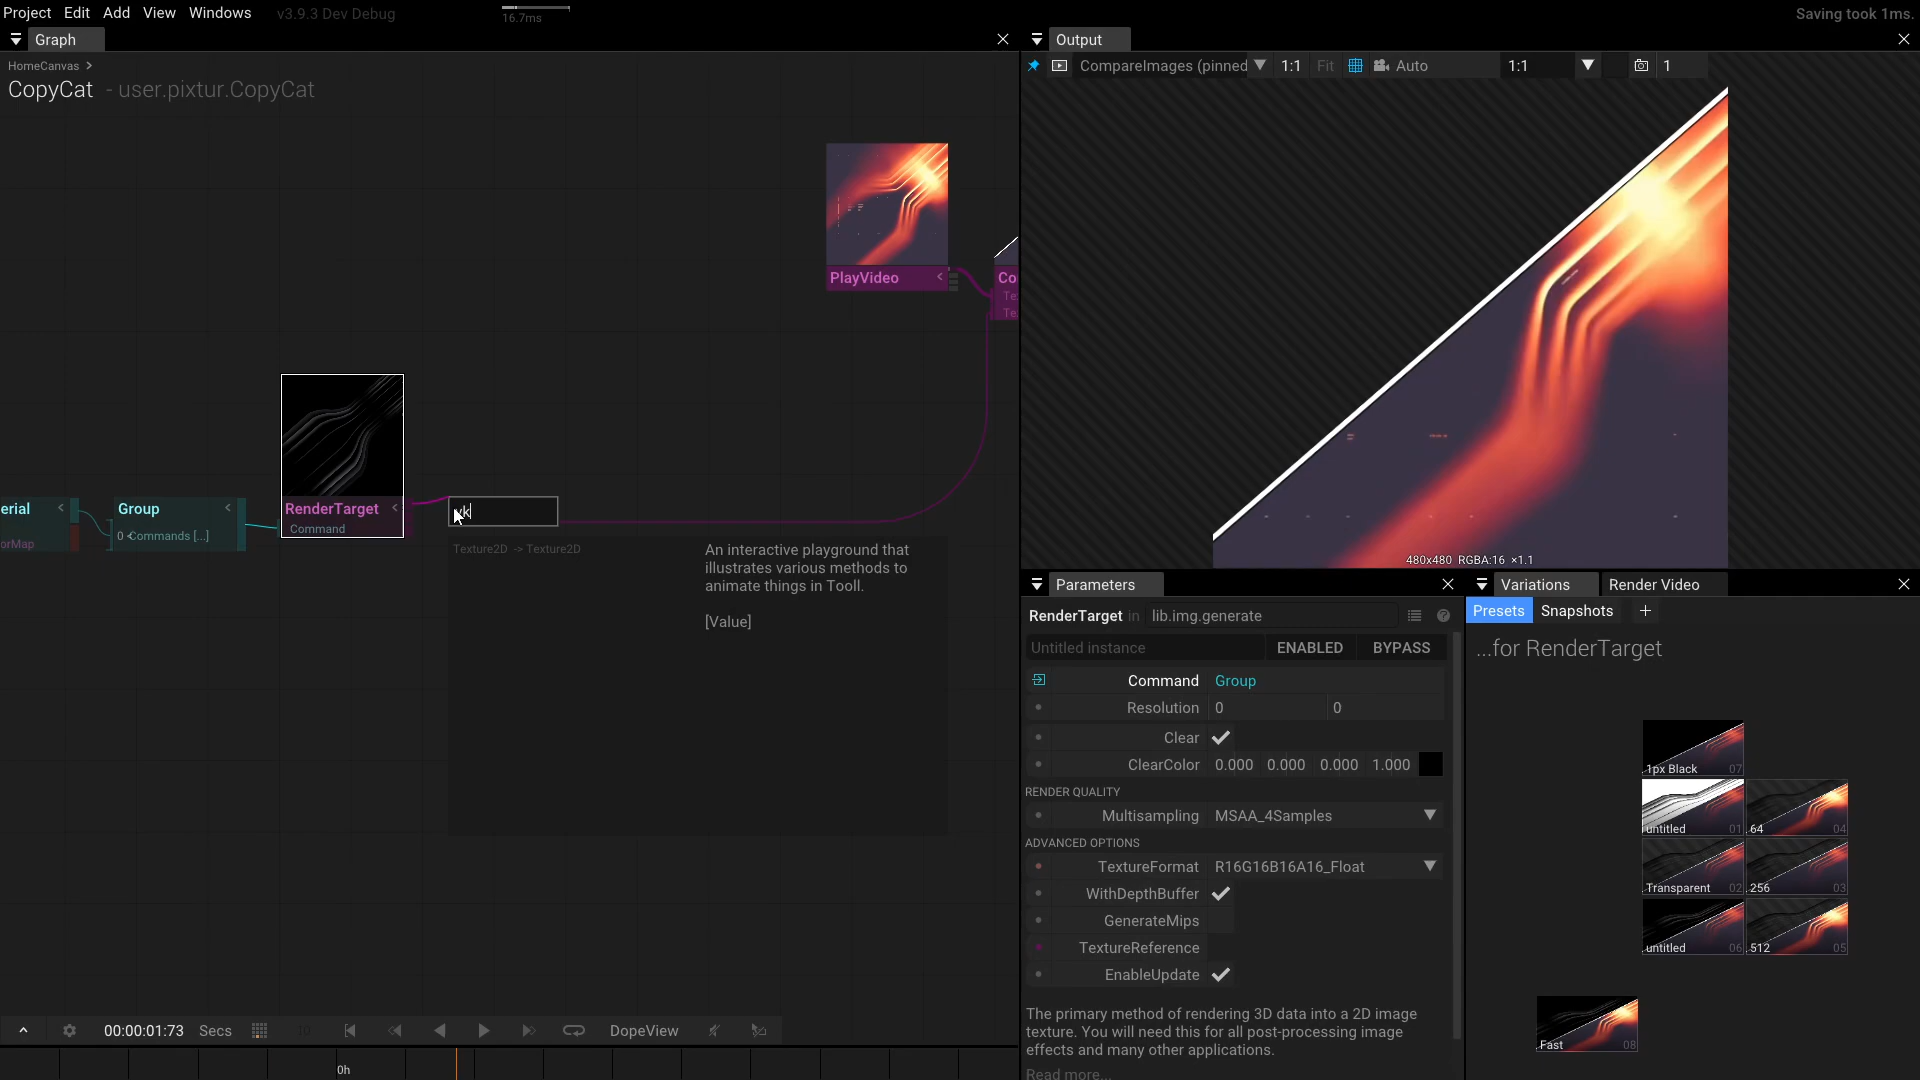 Project Edit Add View Windows v3.9.3 Dev Debug 16.7ms Saving took 1ms.
Graph
HomeCanvas >
CopyCat - user.pixtur.CopyCat
PlayVideo <
Co
Te
Te
erial <
orMap
Group <
0 Commands [...]
RenderTarget <
Command
Texture2D -> Texture2D
An interactive playground that
illustrates various methods to
animate things in Tooll.
[Value]
00:00:01:73 Secs 10 DopeView
0h
Output
CompareImages (pinned 1:1 Fit Auto 1:1 1
480x480 RGBA:16 ×1.1
Parameters
RenderTarget in lib.img.generate
Untitled instance ENABLED BYPASS
Command Group
Resolution 0 0
Clear
ClearColor 0.000 0.000 0.000 1.000
RENDER QUALITY
Multisampling MSAA_4Samples
ADVANCED OPTIONS
TextureFormat R16G16B16A16_Float
WithDepthBuffer
GenerateMips
TextureReference
EnableUpdate
The primary method of rendering 3D data into a 2D image
texture. You will need this for all post-processing image
effects and many other applications.
Read more...
Variations Render Video
Presets Snapshots +
...for RenderTarget
1px Black 07
untitled 01 64 04
Transparent 02 256 03
untitled 06 512 05
Fast 08